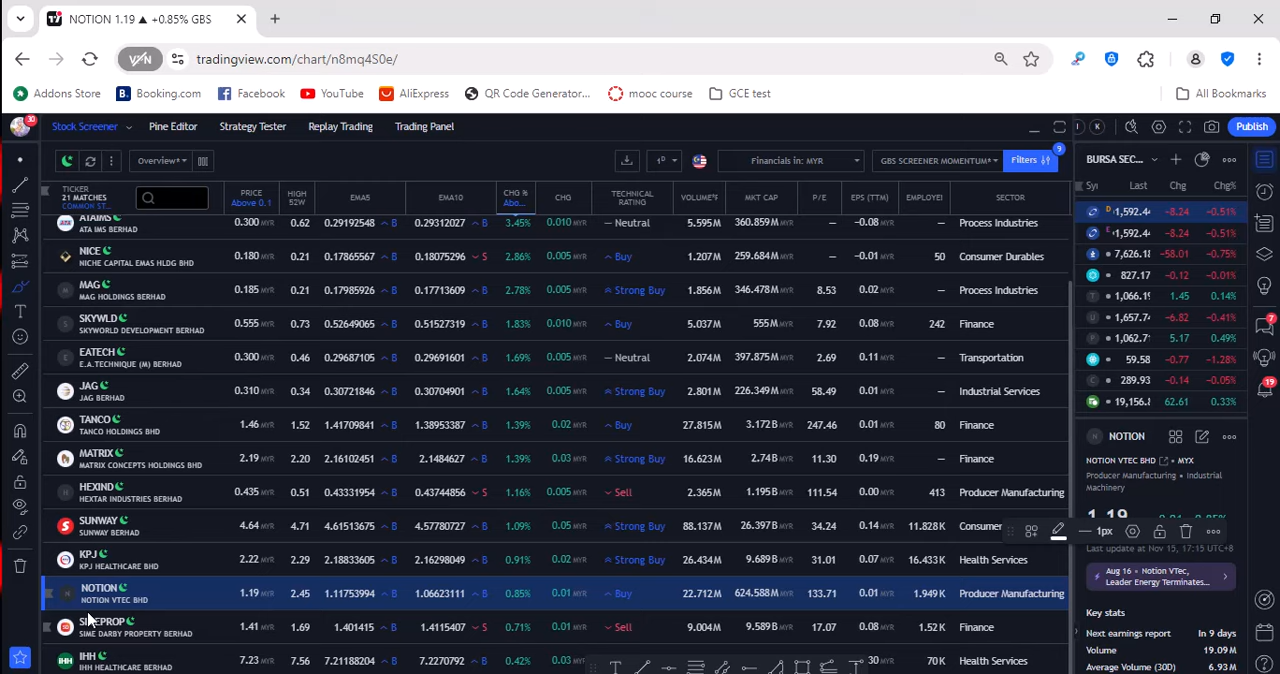 NOTION 1.19 ▲ +0.85% GBS
tradingview.com/chart/n8mq4S0e/
Addons Store Booking.com Facebook YouTube AliExpress QR Code Generator... mooc course GCE test All Bookmarks
30 Stock Screener Pine Editor Strategy Tester Replay Trading Trading Panel K Publish
Overview* 1D Financials in: MYR GBS SCREENER MOMENTUM* Filters 9 BURSA SEC...
TICKER 21 MATCHES COMMON ST... PRICE Above 0.1 HIGH 52W EMA5 EMA10 CHG % Abo... CHG TECHNICAL RATING VOLUME* MKT CAP P/E EPS (TTM) EMPLOYEI SECTOR
Last Chg Chg%
ATAIMS 0.300 MYR 0.62 0.29192548 B 0.29312027 B 3.45% 0.010 MYR — Neutral 5.595M 360.859M MYR — −0.08 MYR — Process Industries
ATA IMS BERHAD
NICE 0.180 MYR 0.21 0.17865567 B 0.18075296 S 2.86% 0.005 MYR Buy 1.207M 259.684M MYR — −0.01 MYR 50 Consumer Durables
NICHE CAPITAL EMAS HLDG BHD
MAG 0.185 MYR 0.21 0.17985926 B 0.17713609 B 2.78% 0.005 MYR Strong Buy 1.856M 346.478M MYR 8.53 0.02 MYR — Process Industries
MAG HOLDINGS BERHAD
SKYWLD 0.555 MYR 0.73 0.52649065 B 0.51527319 B 1.83% 0.010 MYR Buy 5.037M 555M MYR 7.92 0.08 MYR 242 Finance
SKYWORLD DEVELOPMENT BERHAD
EATECH 0.300 MYR 0.46 0.29687105 B 0.29691601 B 1.69% 0.005 MYR — Neutral 2.074M 397.875M MYR 2.69 0.11 MYR — Transportation
E.A.TECHNIQUE (M) BERHAD
JAG 0.310 MYR 0.34 0.30721846 B 0.30704901 B 1.64% 0.005 MYR Strong Buy 2.801M 226.349M MYR 58.49 0.01 MYR — Industrial Services
JAG BERHAD
TANCO 1.46 MYR 1.52 1.41709841 B 1.38953387 B 1.39% 0.02 MYR Buy 27.815M 3.172B MYR 247.46 0.01 MYR 80 Finance
TANCO HOLDINGS BHD
MATRIX 2.19 MYR 2.20 2.16102451 B 2.1484627 B 1.39% 0.03 MYR Strong Buy 16.623M 2.74B MYR 11.30 0.19 MYR — Finance
MATRIX CONCEPTS HOLDINGS BHD
HEXIND 0.435 MYR 0.51 0.43331954 B 0.43744856 S 1.16% 0.005 MYR Sell 2.365M 1.195B MYR 111.54 0.00 MYR 413 Producer Manufacturing
HEXTAR INDUSTRIES BERHAD
SUNWAY 4.64 MYR 4.71 4.61513675 B 4.57780727 B 1.09% 0.05 MYR Strong Buy 88.137M 26.397B MYR 34.24 0.14 MYR 11.828K
SUNWAY BERHAD
KPJ 2.22 MYR 2.29 2.18293883 B 2.16298049 B 0.91% 0.02 MYR Strong Buy 26.434M 9.689B MYR 31.01 0.07 MYR 16.433K Health Services
KPJ HEALTHCARE BERHAD
NOTION 1.19 MYR 2.45 1.11753994 B 1.06623111 B 0.85% 0.01 MYR Buy 22.712M 624.588M MYR 133.71 0.01 MYR 1.949K Producer Manufacturing
NOTION VTEC BHD
1.41 MYR 1.69 1.401415 B 1.4115407 S 0.71% 0.01 MYR Sell 9.004M 9.589B MYR 17.07 0.08 MYR 1.52K Finance
SIME DARBY PROPERTY BERHAD
IHH 7.23 MYR 7.56 7.21188204 B 7.2270792 B 0.42% 0.03 Strong Buy 30 MYR 70K Health Services
IHH HEALTHCARE BERHAD
D 1,592.44 −8.24 −0.51%
E 1,592.44 −8.24 −0.51%
7,626.18 −58.01 −0.75%
827.17 −0.12 −0.01%
T 1,066.19 1.45 0.14%
U 1,657.74 −6.82 −0.41%
P 1,062.71 5.17 0.49%
59.58 −0.77 −1.28%
C 289.93 −0.14 −0.05%
19,156.8 62.61 0.33%
7
19
N NOTION
NOTION VTEC BHD • MYX
Producer Manufacturing • Industrial
Machinery
1px
Last update at Nov 15, 17:15 UTC+8
Aug 16 • Notion VTec,
Leader Energy Terminates...
Key stats
Next earnings report In 9 days
Volume 19.09M
Average Volume (30D) 6.93M